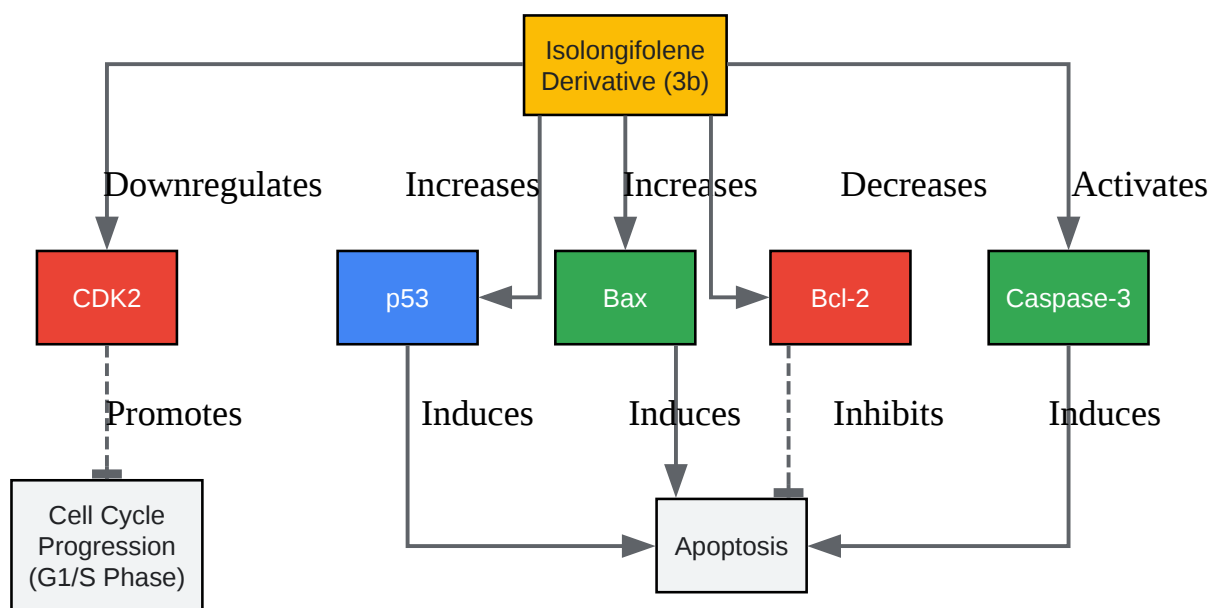 Isolongifolene
Derivative (3b)
Downregulates
Increases
Increases
Decreases
Activates
CDK2
p53
Bax
Bcl-2
Caspase-3
Promotes
Induces
Induces
Inhibits
Induces
Cell Cycle
Progression
(G1/S Phase)
Apoptosis